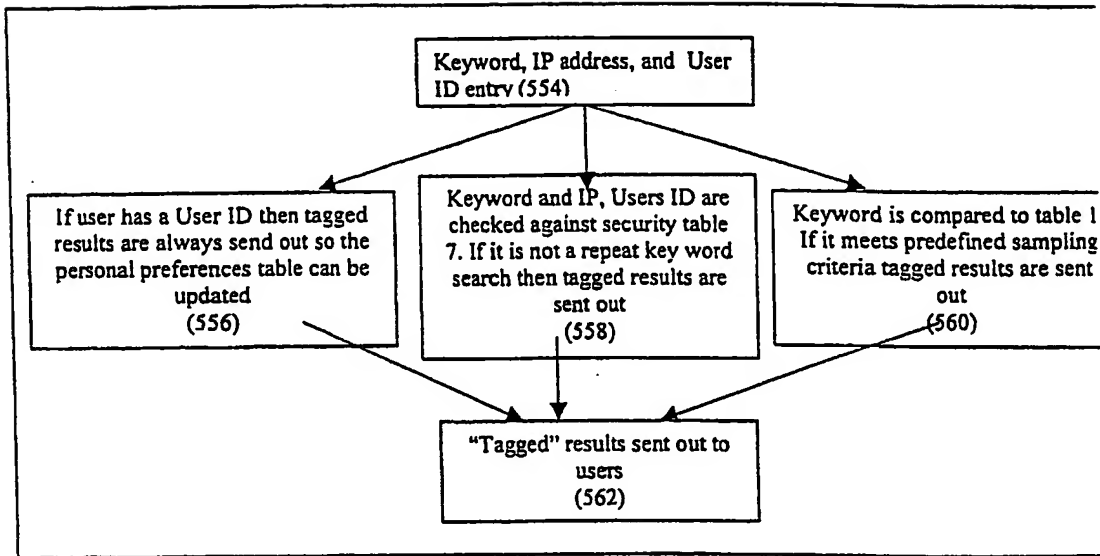 Keyword, IP address, and User
ID entry (554)
If user has a User ID then tagged
results are always send out so the
personal preferences table can be
updated
(556)
Keyword and IP, Users ID are
checked against security table
7. If it is not a repeat key word
search then tagged results are
sent out
(558)
Keyword is compared to table 1
If it meets predefined sampling
criteria tagged results are sent
out
(560)
“Tagged” results sent out to
users
(562)